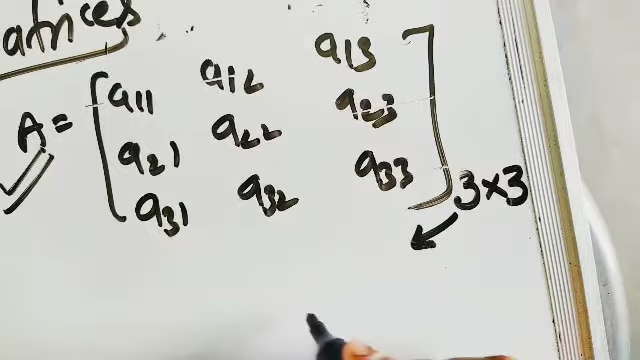 atrices
A = [ a11 a12 a13
a21 a22 a23
a31 a32 a33 ] 3×3